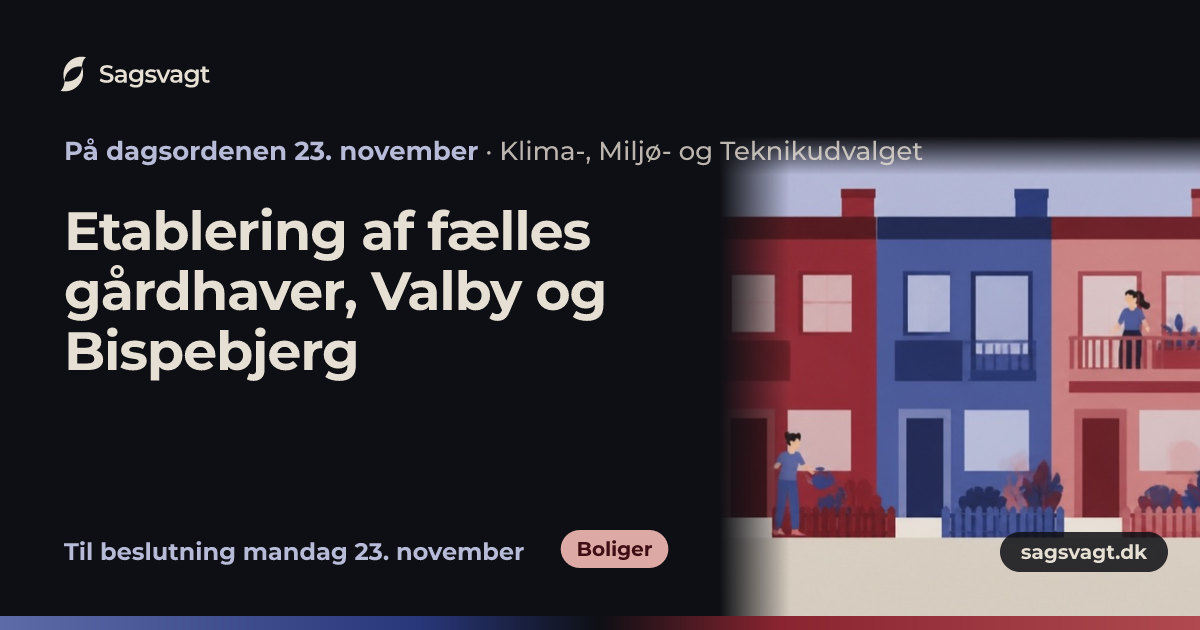 Sagsvagt
På dagsordenen 23. november · Klima-, Miljø- og Teknikudvalget
Etablering af fælles
gårdhaver, Valby og
Bispebjerg
Til beslutning mandag 23. november
Boliger
sagsvagt.dk